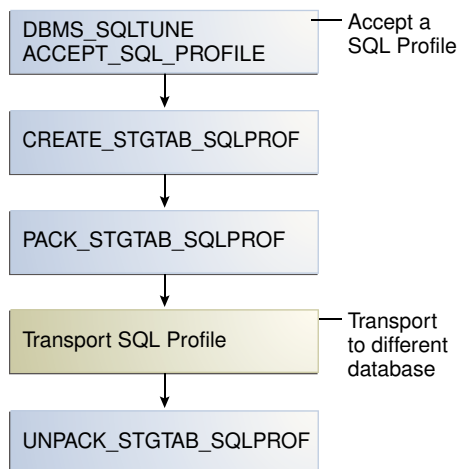 DBMS_SQLTUNE
ACCEPT_SQL_PROFILE
Accept a
SQL Profile
CREATE_STGTAB_SQLPROF
PACK_STGTAB_SQLPROF
Transport SQL Profile
Transport
to different
database
UNPACK_STGTAB_SQLPROF